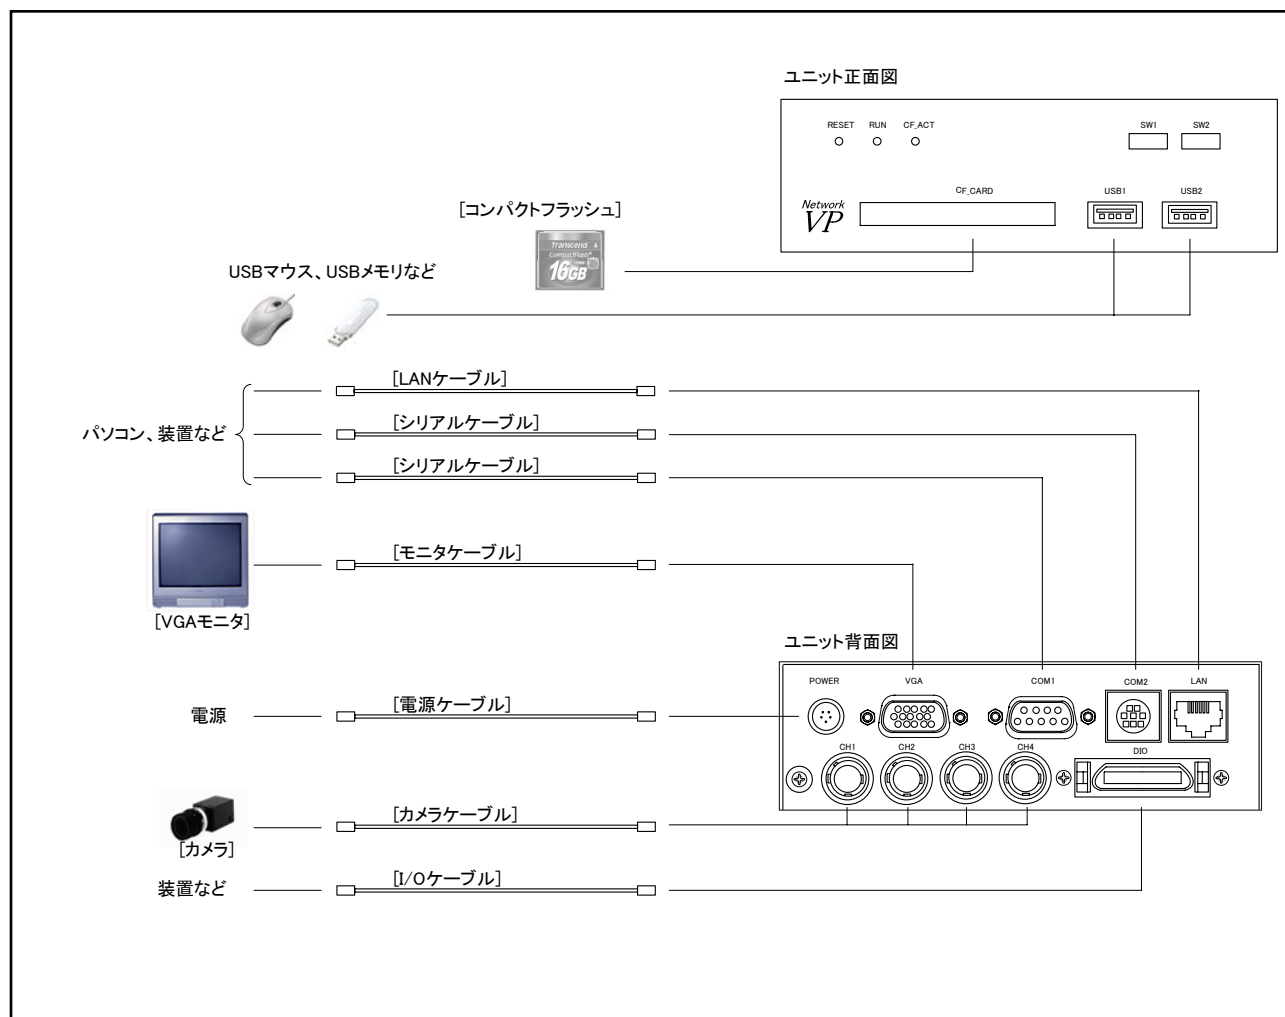 ユニット正面図
RESET RUN CF_ACT SW1 SW2
CF_CARD USB1 USB2
Network
VP
[コンパクトフラッシュ]
Transcend
CompactFlash
16GB
USBマウス、USBメモリなど
[LANケーブル]
[シリアルケーブル]
パソコン、装置など
[シリアルケーブル]
[モニタケーブル]
[VGAモニタ]
ユニット背面図
POWER VGA COM1 COM2 LAN
電源
[電源ケーブル]
CH1 CH2 CH3 CH4 DIO
[カメラケーブル]
[カメラ]
装置など
[I/Oケーブル]